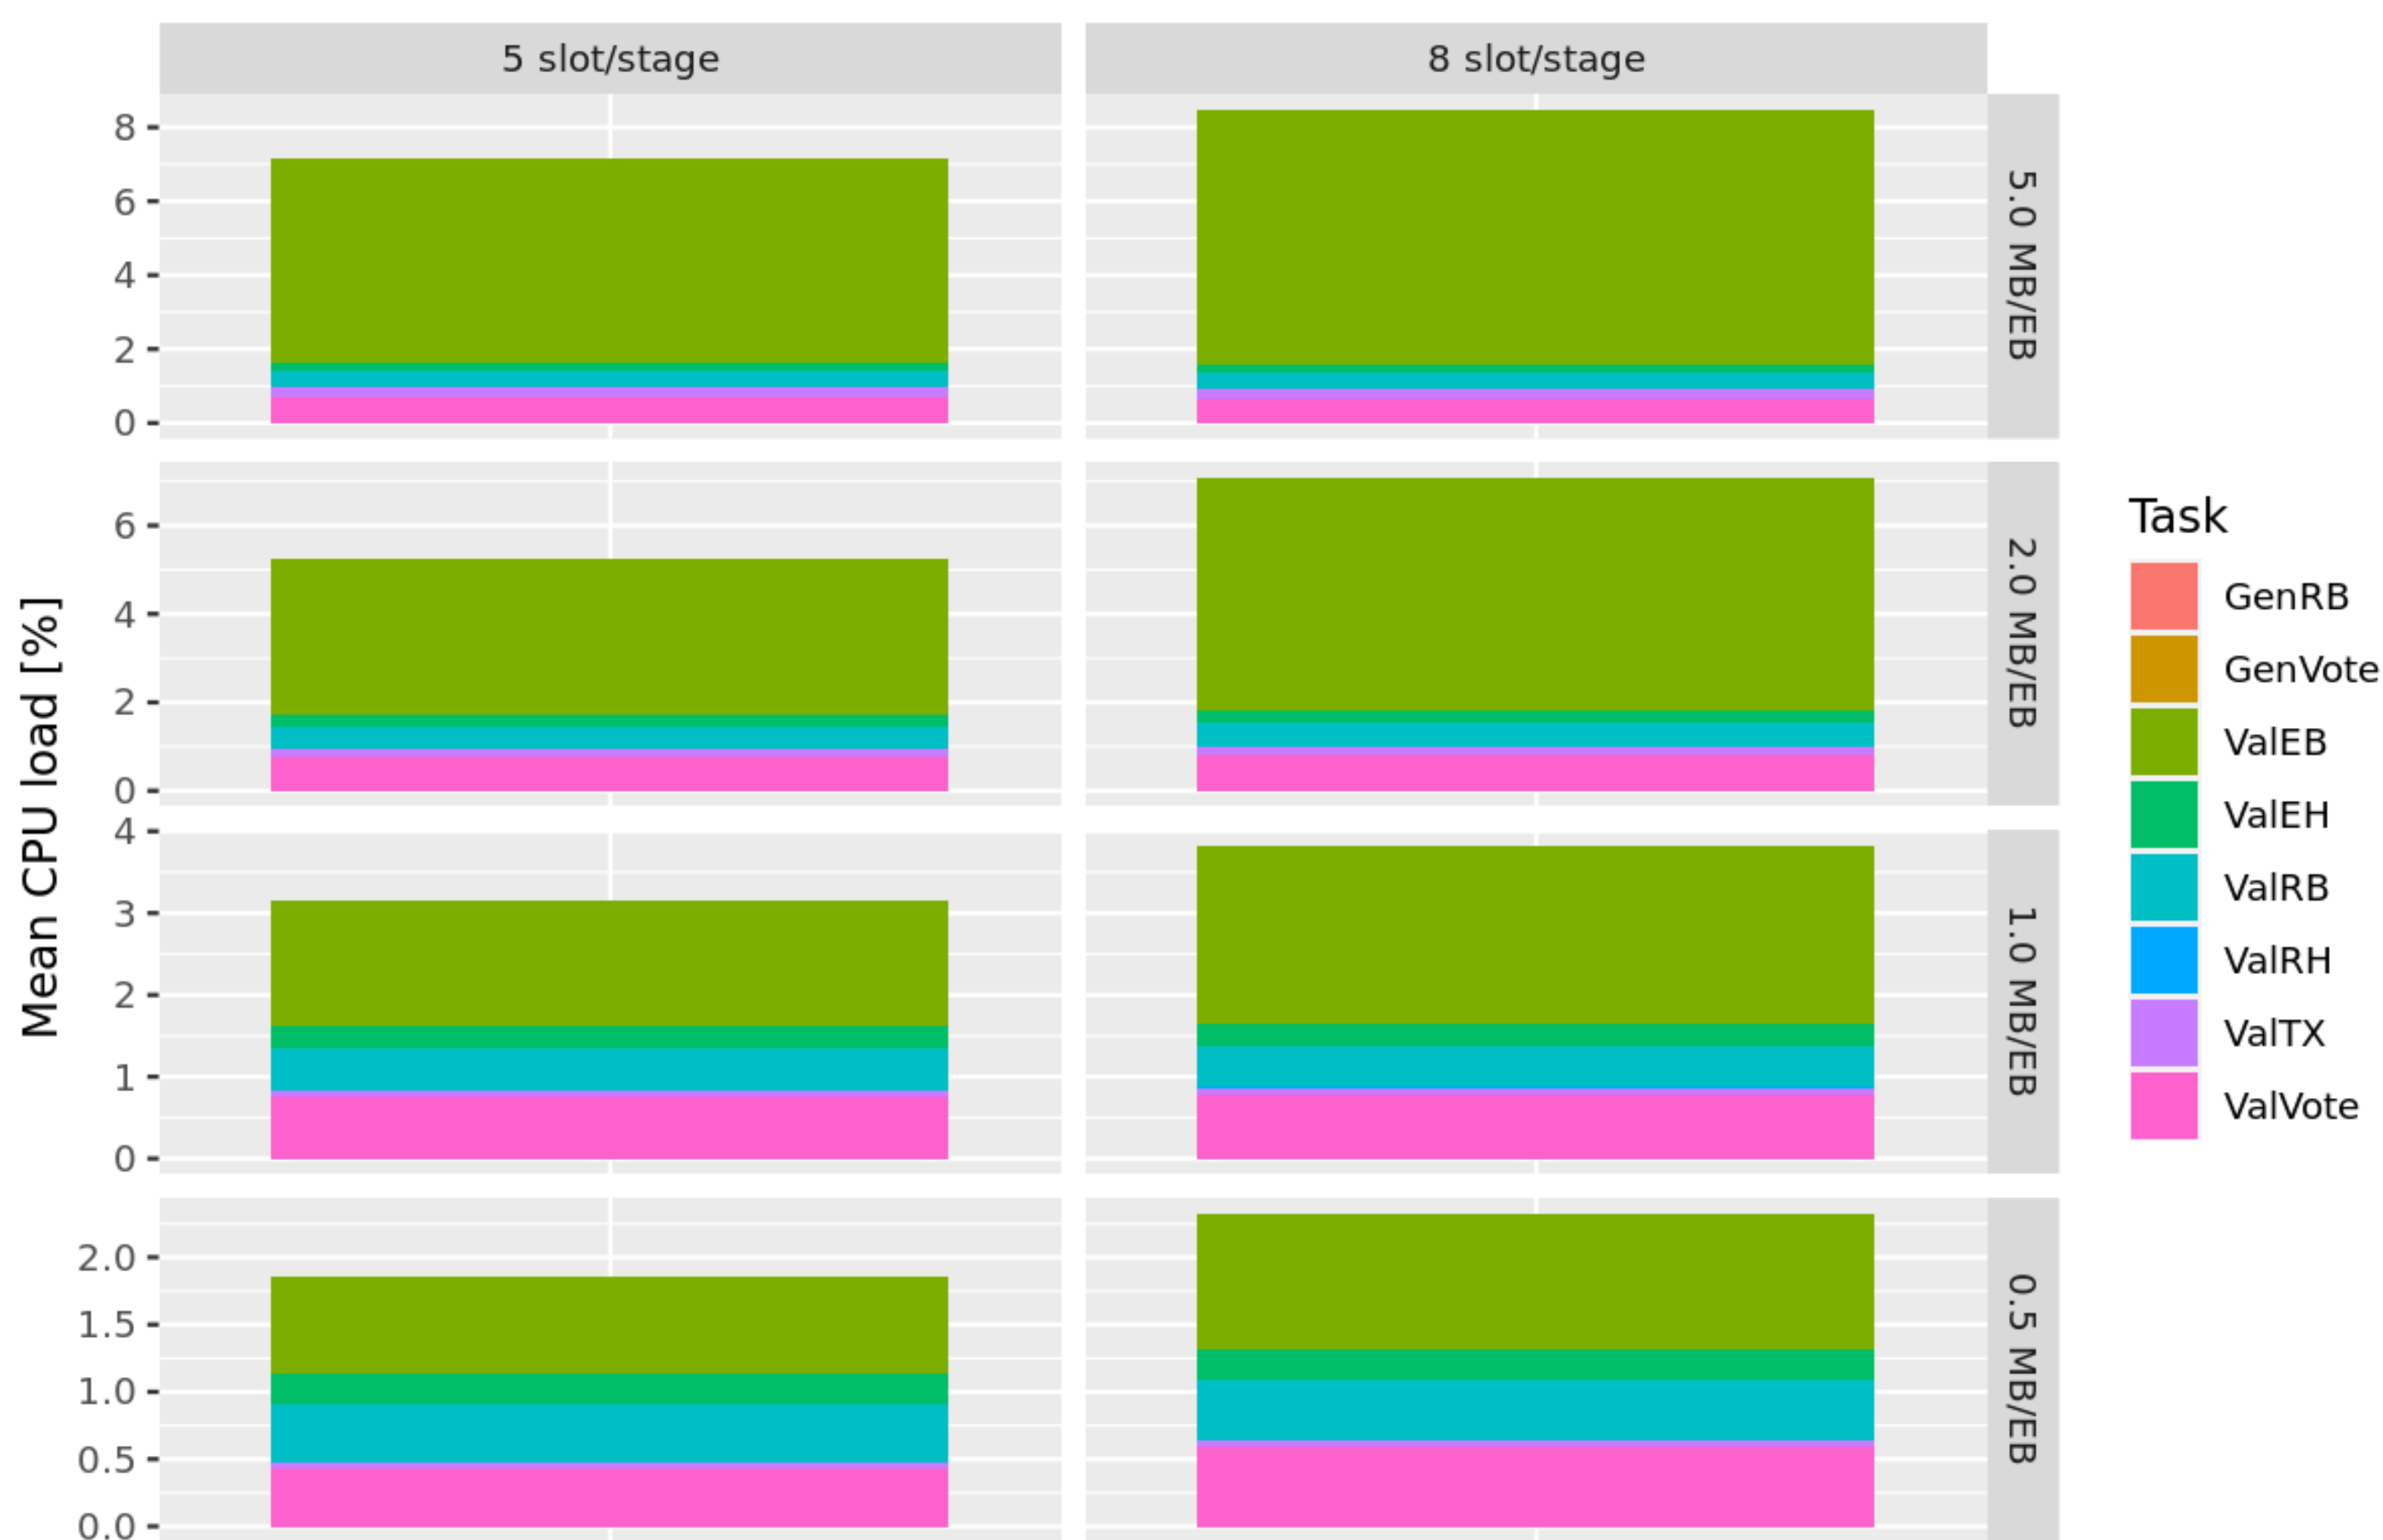 5 slot/stage
8 slot/stage
8
6
4
2
0
5.0 MB/EB
6
4
2
0
2.0 MB/EB
4
3
2
1
0
1.0 MB/EB
2.0
1.5
1.0
0.5
0.0
0.5 MB/EB
Mean CPU load [%]
Task
GenRB
GenVote
ValEB
ValEH
ValRB
ValRH
ValTX
ValVote